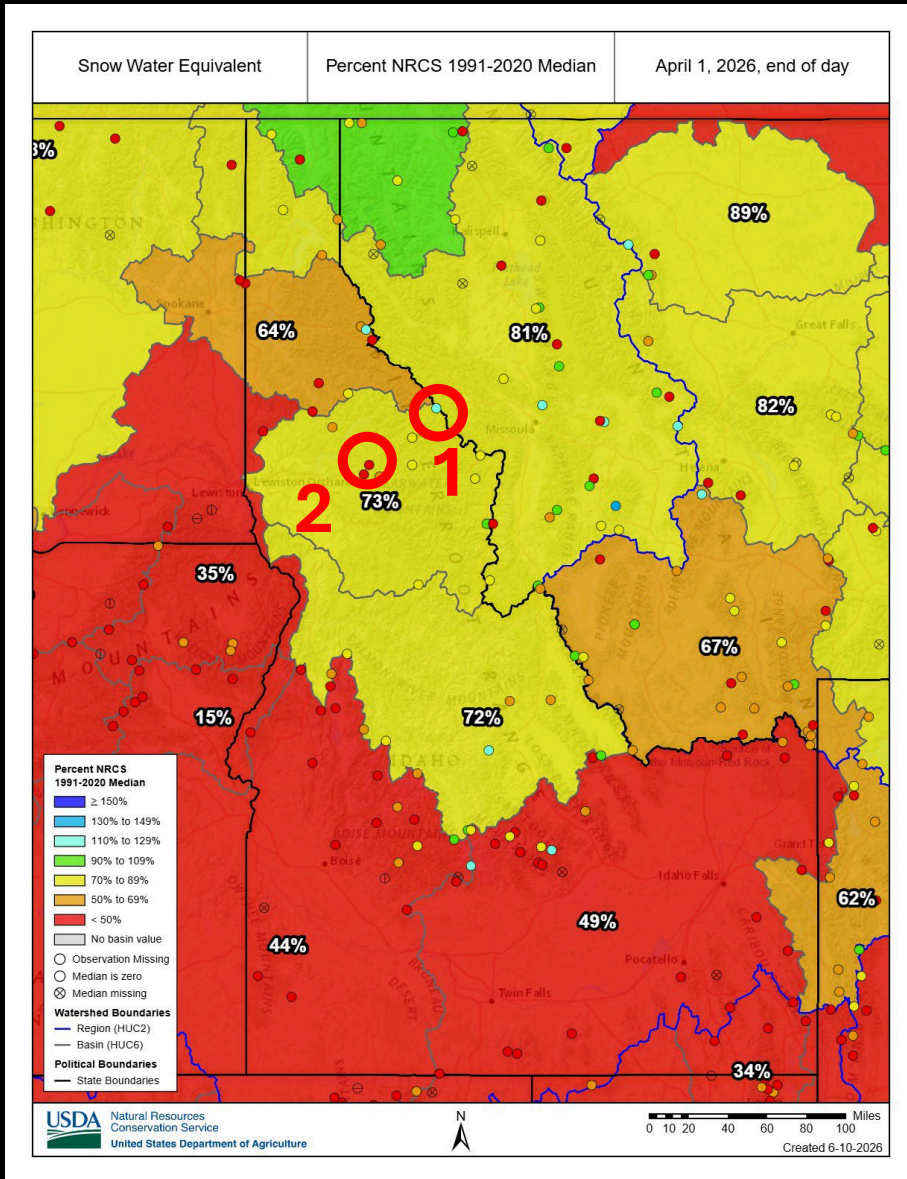 Snow Water Equivalent
Percent NRCS 1991-2020 Median
April 1, 2026, end of day
89%
Spokane
Great Falls
64%
81%
82%
Missoula
Helena
1
2
Lewiston Orchards
73%
Lewiston
35%
67%
MOUNTAINS
15%
72%
IDAHO
Boise
Idaho Falls
62%
49%
44%
Pocatello
Twin Falls
34%
Percent NRCS
1991-2020 Median
≥ 150%
130% to 149%
110% to 129%
90% to 109%
70% to 89%
50% to 69%
< 50%
No basin value
Observation Missing
Median is zero
Median missing
Watershed Boundaries
Region (HUC2)
Basin (HUC6)
Political Boundaries
State Boundaries
USDA
Natural Resources
Conservation Service
United States Department of Agriculture
N
Miles
0 10 20 40 60 80 100
Created 6-10-2026